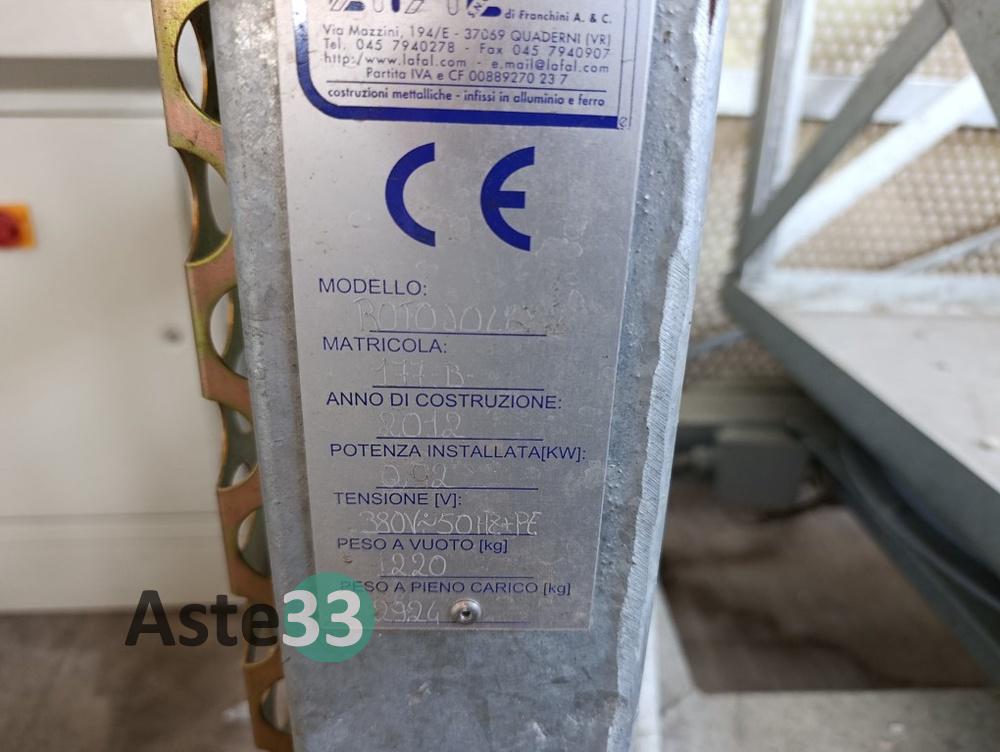 di Franchini A. & C.
Via Mazzini, 194/E - 37069 QUADERNI (VR)
Tel. 045 7940278 - Fax 045 7940907
http://www.lafal.com - e.mail@lafal.com
Partita IVA e CF 00889270 23 7
costruzioni mettalliche - infissi in alluminio e ferro
CE
MODELLO:
MATRICOLA:
177 B
ANNO DI COSTRUZIONE:
2012
POTENZA INSTALLATA[KW]:
0,92
TENSIONE [V]:
380V~50HZ+PE
PESO A VUOTO [kg]
1220
PESO A PIENO CARICO [kg]
2924
Aste33